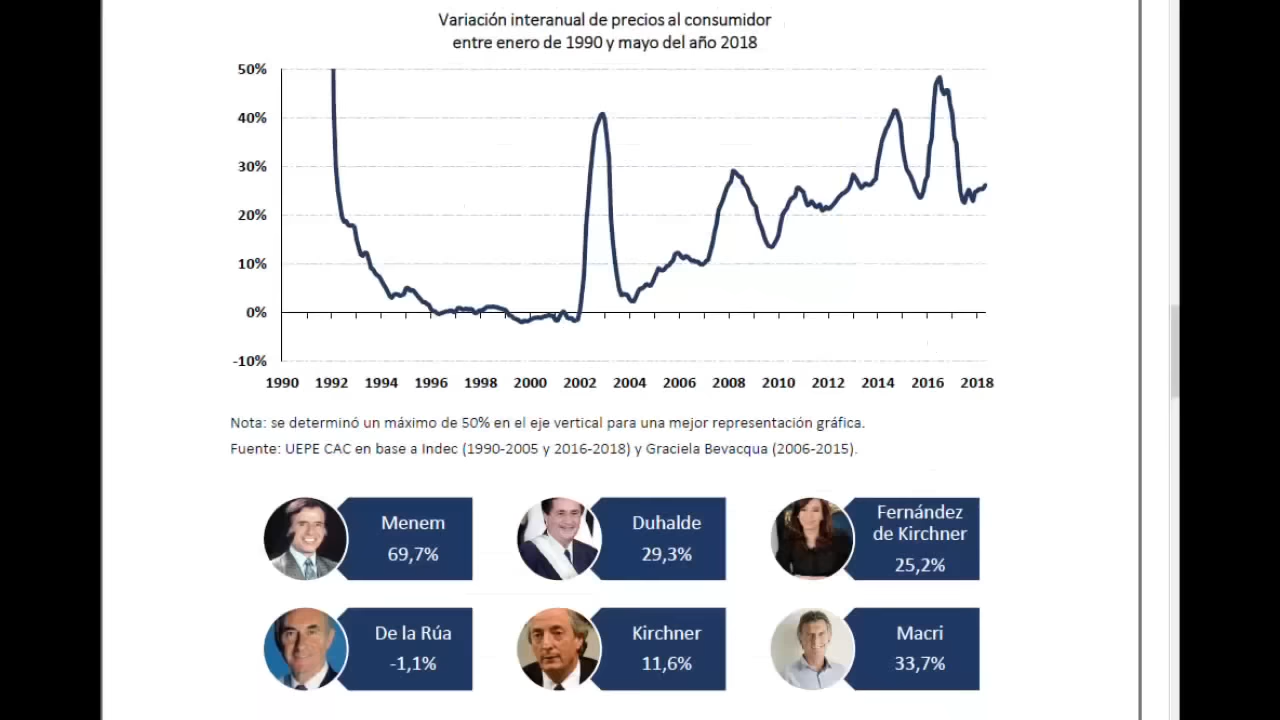 Variación interanual de precios al consumidor
entre enero de 1990 y mayo del año 2018
50%
40%
30%
20%
10%
0%
-10%
1990 1992 1994 1996 1998 2000 2002 2004 2006 2008 2010 2012 2014 2016 2018
Nota: se determinó un máximo de 50% en el eje vertical para una mejor representación gráfica.
Fuente: UEPE CAC en base a Indec (1990-2005 y 2016-2018) y Graciela Bevacqua (2006-2015).
Menem
69,7%
Duhalde
29,3%
Fernández
de Kirchner
25,2%
De la Rúa
-1,1%
Kirchner
11,6%
Macri
33,7%